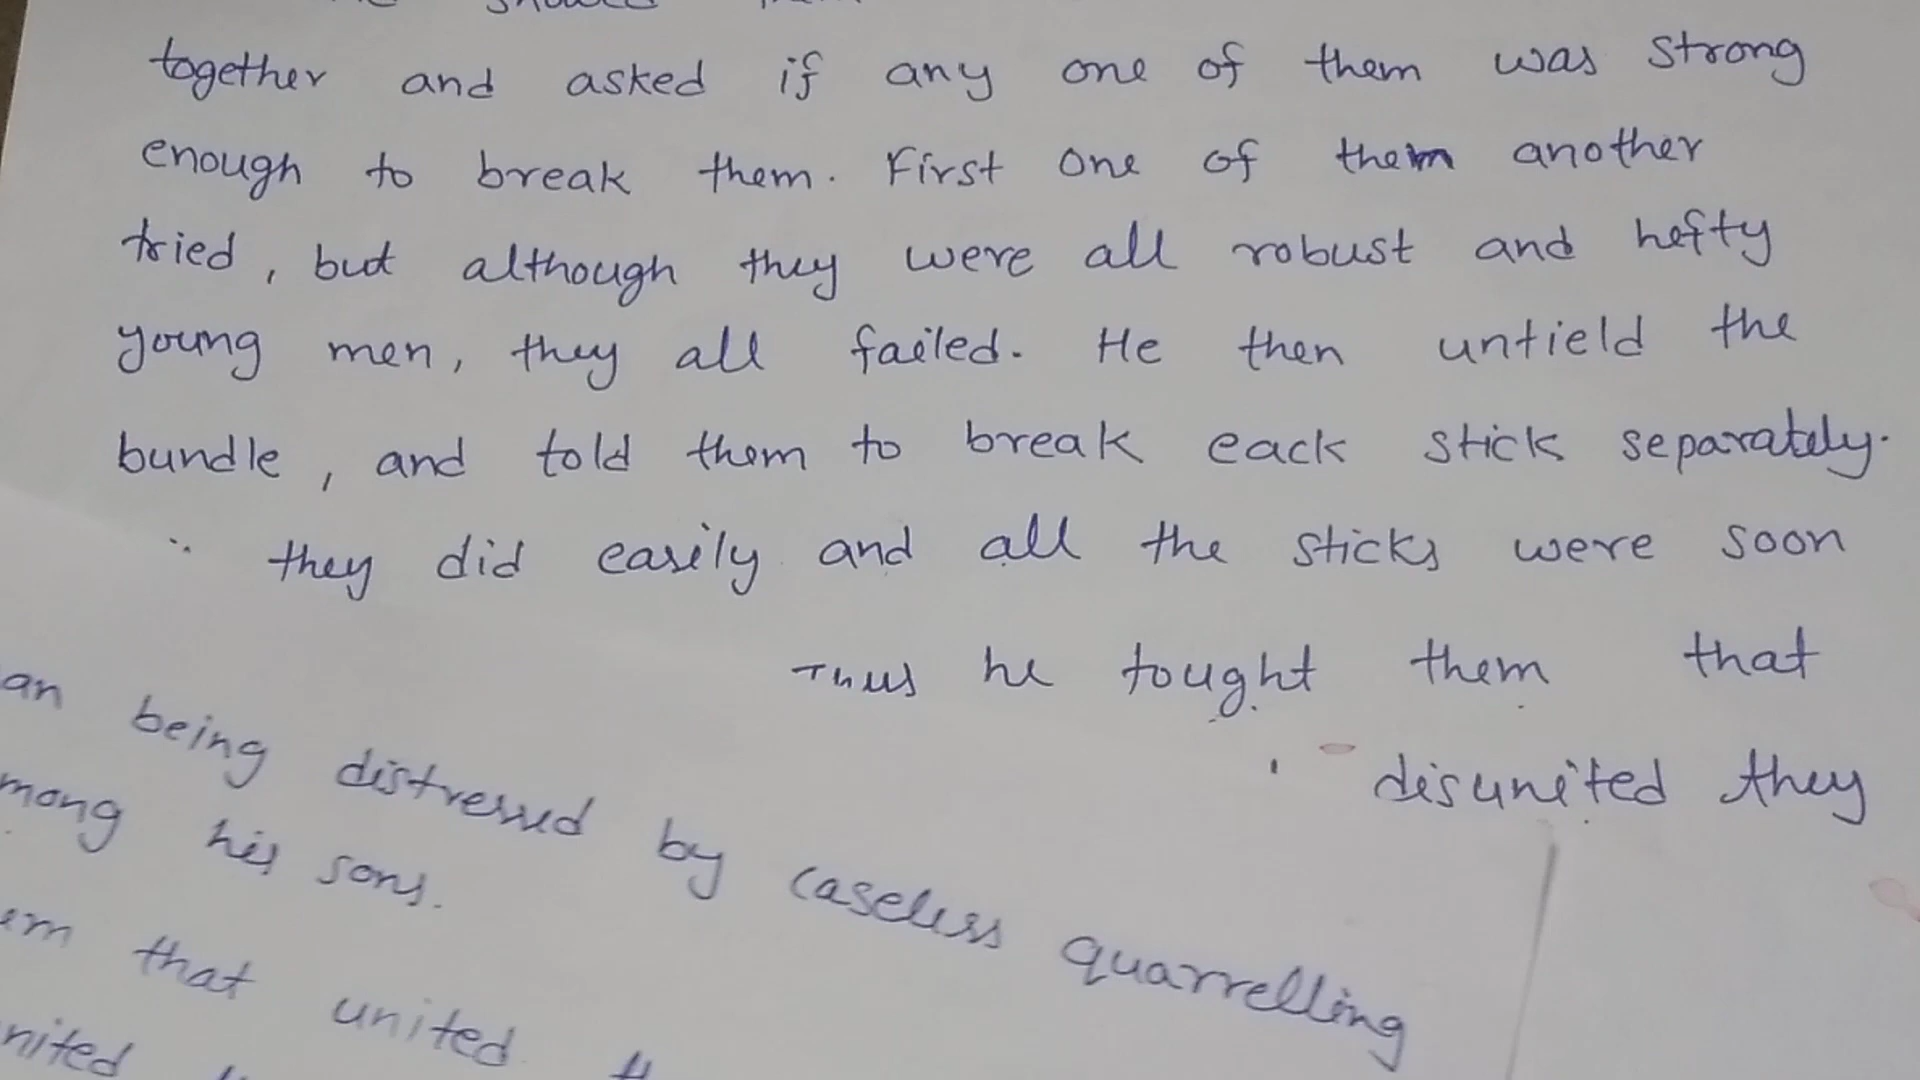 together and asked if any one of them was strong
enough to break them. First one of them another
tried, but although they were all robust and hefty
young men, they all failed. He then untield the
bundle, and told them to break eack stick separately.
they did easily and all the sticks were soon
Thus he tought them that
disunited they
an being distressed by caseless quarrelling
mong his sons.
em that united
nited